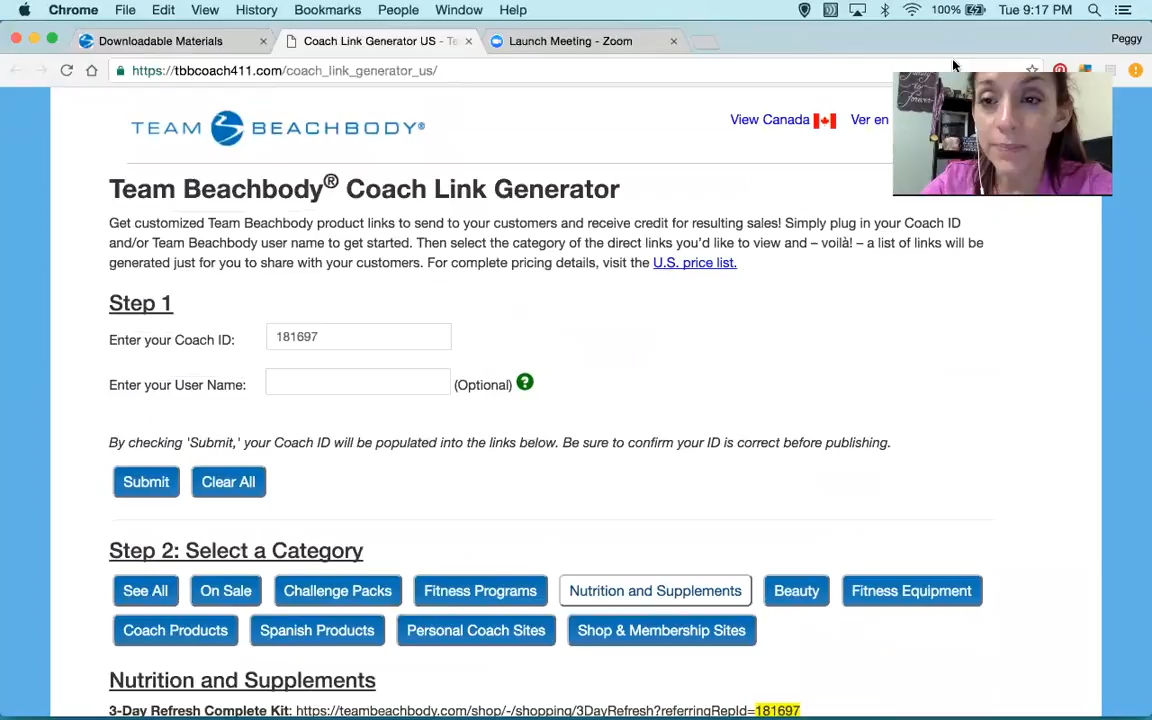 Chrome File Edit View History Bookmarks People Window Help 100% Tue 9:17 PM
Downloadable Materials × Coach Link Generator US - Te × Launch Meeting - Zoom × Peggy
https://tbbcoach411.com/coach_link_generator_us/
TEAM BEACHBODY®
View Canada Ver en
Team Beachbody® Coach Link Generator
Get customized Team Beachbody product links to send to your customers and receive credit for resulting sales! Simply plug in your Coach ID
and/or Team Beachbody user name to get started. Then select the category of the direct links you'd like to view and – voilà! – a list of links will be
generated just for you to share with your customers. For complete pricing details, visit the U.S. price list.
Step 1
Enter your Coach ID: 181697
Enter your User Name: (Optional) ?
By checking 'Submit,' your Coach ID will be populated into the links below. Be sure to confirm your ID is correct before publishing.
Submit Clear All
Step 2: Select a Category
See All On Sale Challenge Packs Fitness Programs Nutrition and Supplements Beauty Fitness Equipment
Coach Products Spanish Products Personal Coach Sites Shop & Membership Sites
Nutrition and Supplements
3-Day Refresh Complete Kit: https://teambeachbody.com/shop/-/shopping/3DayRefresh?referringRepId=181697